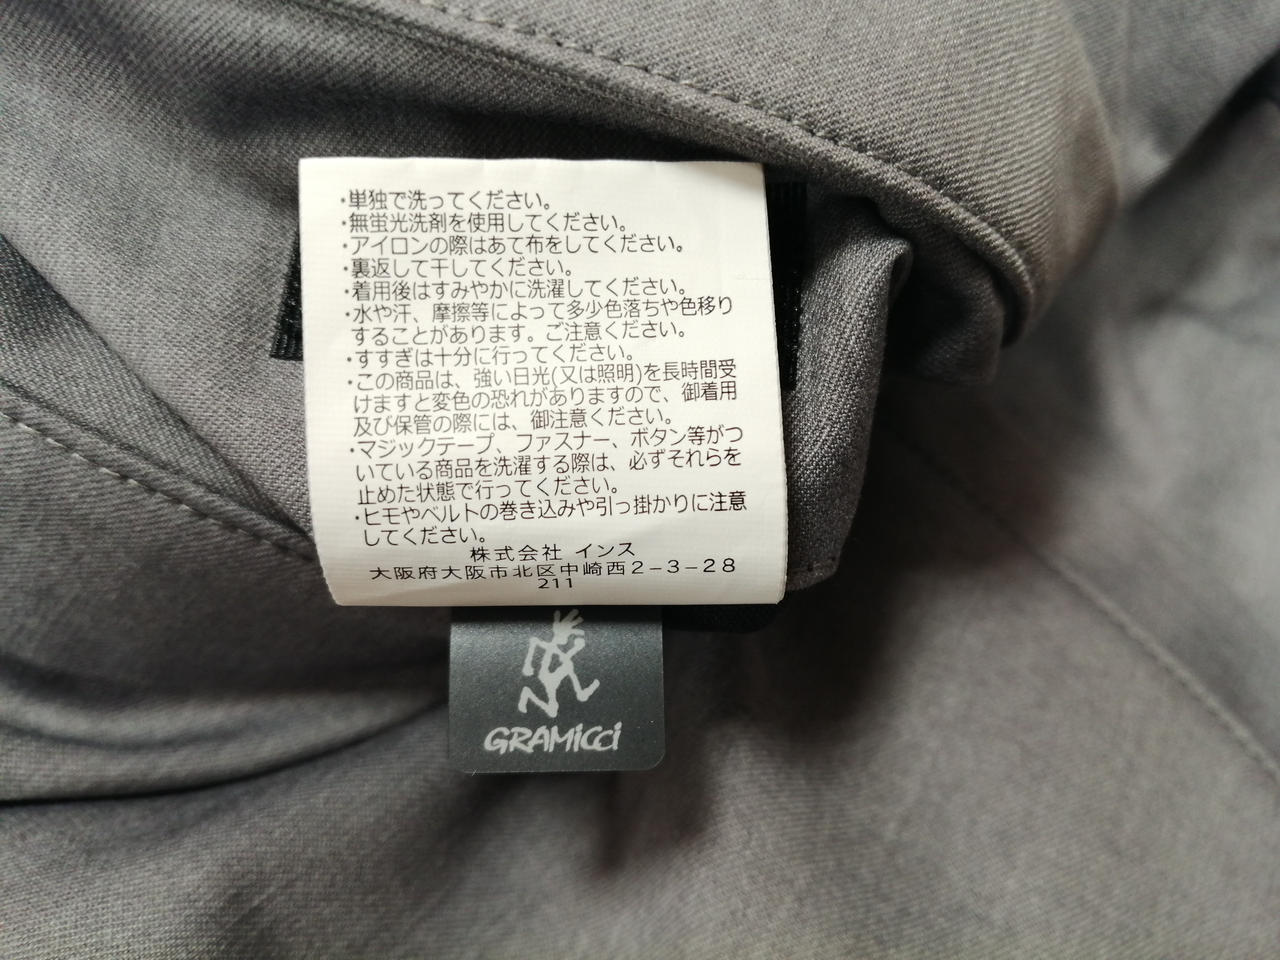 ・単独で洗ってください。
・無蛍光洗剤を使用してください。
・アイロンの際はあて布をしてください。
・裏返して干してください。
・着用後はすみやかに洗濯してください。
・水や汗、摩擦等によって多少色落ちや色移り
することがあります。ご注意ください。
・すすぎは十分に行ってください。
・この商品は、強い日光(又は照明)を長時間受
けますと変色の恐れがありますので、御着用
及び保管の際には、御注意ください。
・マジックテープ、ファスナー、ボタン等がつ
いている商品を洗濯する際は、必ずそれらを
止めた状態で行ってください。
・ヒモやベルトの巻き込みや引っ掛かりに注意
してください。
株式会社 インス
大阪府大阪市北区中崎西2-3-28
211
GRAMiCCi